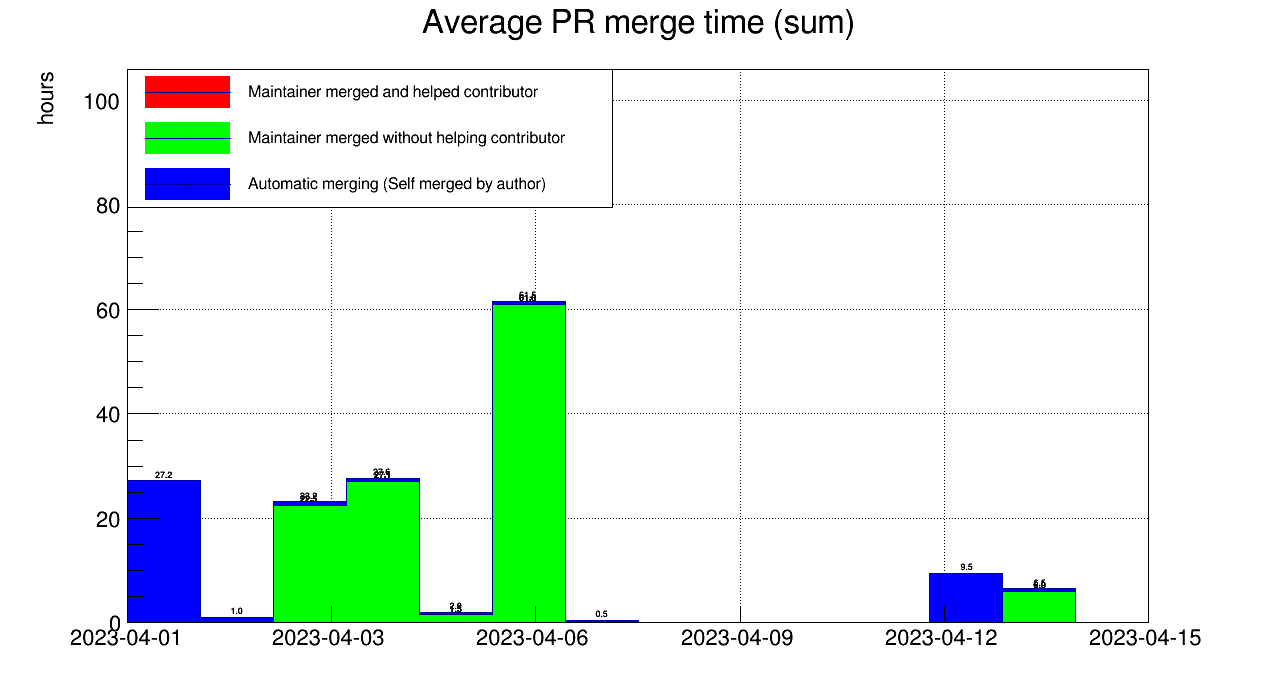 Average PR merge time (sum)
hours
Maintainer merged and helped contributor
Maintainer merged without helping contributor
Automatic merging (Self merged by author)
100
80
60
40
20
0
27.2
1.0
0.5
9.5
2023-04-01 2023-04-03 2023-04-06 2023-04-09 2023-04-12 2023-04-15